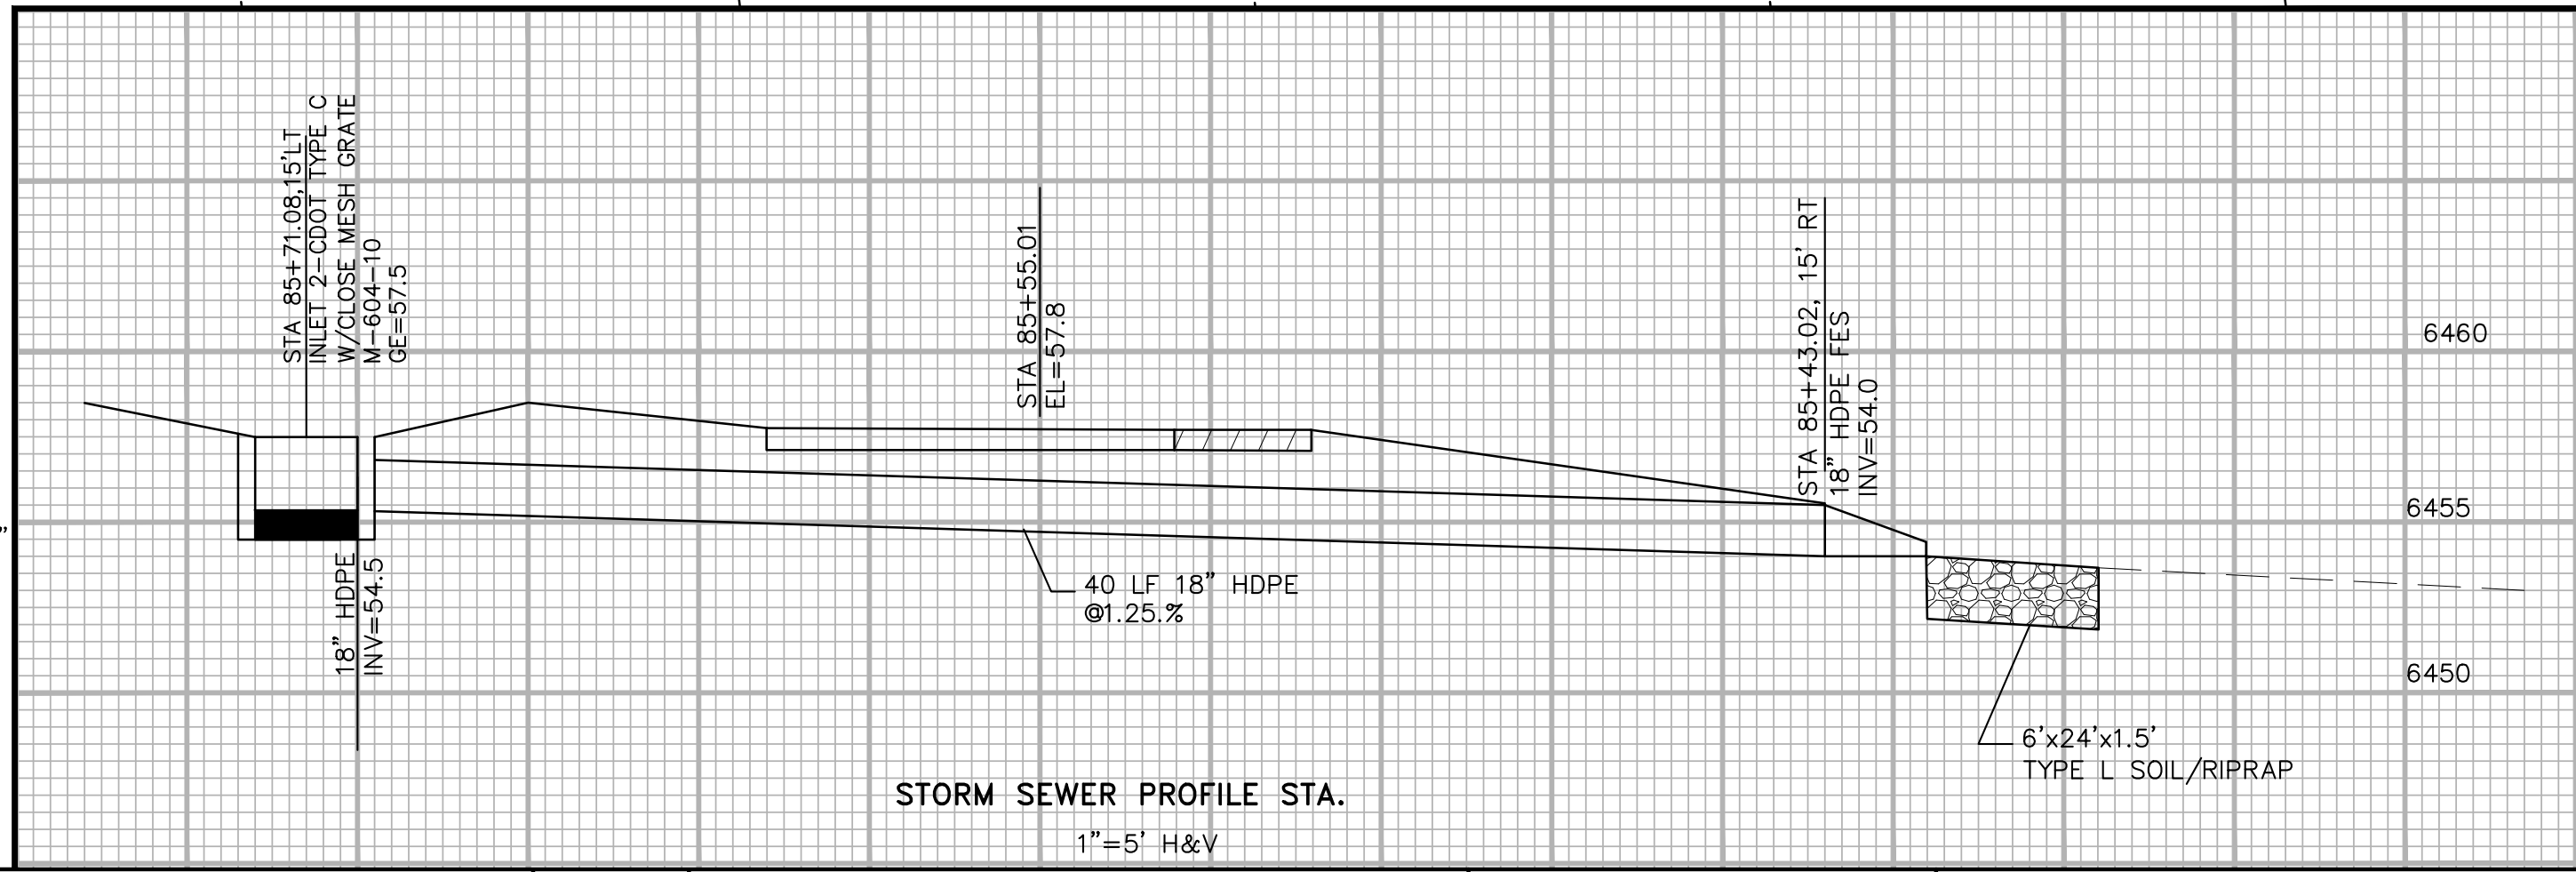 STA 85+71.08,15'LT
INLET 2-CDOT TYPE C
W/CLOSE MESH GRATE
M-604-10
GE=57.5
STA 85+55.01
EL=57.8
STA 85+43.02, 15' RT
18" HDPE FES
INV=54.0
6460
6455
6450
18" HDPE
INV=54.5
40 LF 18" HDPE
@1.25.%
6'x24'x1.5'
TYPE L SOIL/RIPRAP
STORM SEWER PROFILE STA.
1"=5' H&V
"